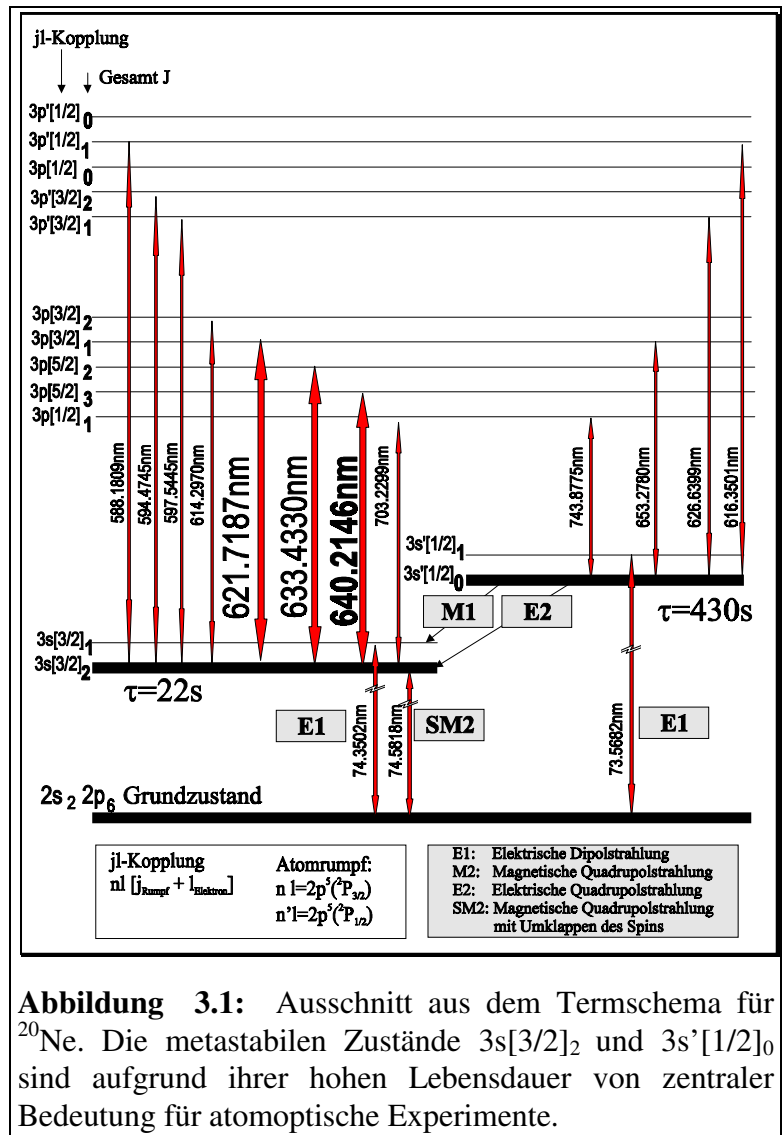 jl-Kopplung
Gesamt J
3p'[1/2] 0
3p'[1/2] 1
3p[1/2] 0
3p'[3/2] 2
3p'[3/2] 1
3p[3/2] 2
3p[3/2] 1
3p[5/2] 2
3p[5/2] 3
3p[1/2] 1
588.1809nm
594.4745nm
597.5445nm
614.2970nm
621.7187nm
633.4330nm
640.2146nm
703.2299nm
743.8775nm
653.2780nm
626.6399nm
616.3501nm
3s'[1/2] 1
3s'[1/2] 0
M1
E2
τ=430s
3s[3/2] 1
3s[3/2] 2
τ=22s
E1
74.3502nm
74.5818nm
SM2
73.5682nm
E1
2s₂ 2p₆ Grundzustand
jl-Kopplung
nl [j_Rumpf + l_Elektron]
Atomrumpf:
n l=2p⁵(²P₃/₂)
n'l=2p⁵(²P₁/₂)
E1: Elektrische Dipolstrahlung
M2: Magnetische Quadrupolstrahlung
E2: Elektrische Quadrupolstrahlung
SM2: Magnetische Quadrupolstrahlung
mit Umklappen des Spins
Abbildung 3.1: Ausschnitt aus dem Termschema für
²⁰Ne. Die metastabilen Zustände 3s[3/2]₂ und 3s’[1/2]₀
sind aufgrund ihrer hohen Lebensdauer von zentraler
Bedeutung für atomoptische Experimente.